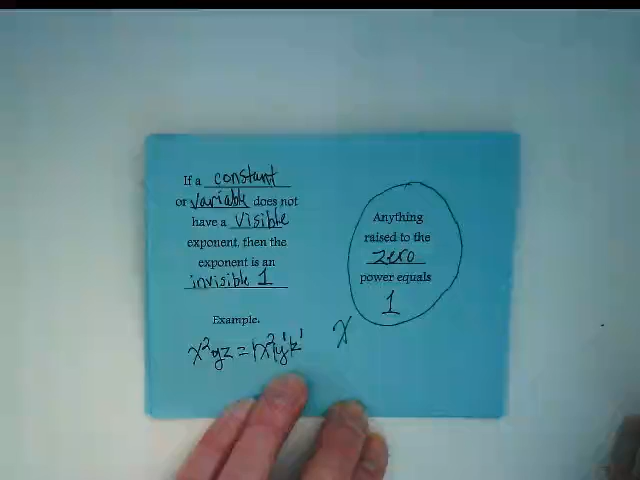 If a constant
or variable does not
have a visible
exponent, then the
exponent is an
invisible 1
Example.
x²yz = 1x²y¹z¹
Anything
raised to the
zero
power equals
1
x